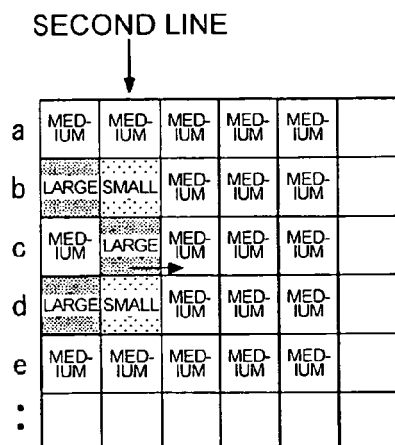 SECOND LINE
a MED-IUM MED-IUM MED-IUM MED-IUM MED-IUM
b LARGE SMALL MED-IUM MED-IUM MED-IUM
c MED-IUM LARGE MED-IUM MED-IUM MED-IUM
d LARGE SMALL MED-IUM MED-IUM MED-IUM
e MED-IUM MED-IUM MED-IUM MED-IUM MED-IUM